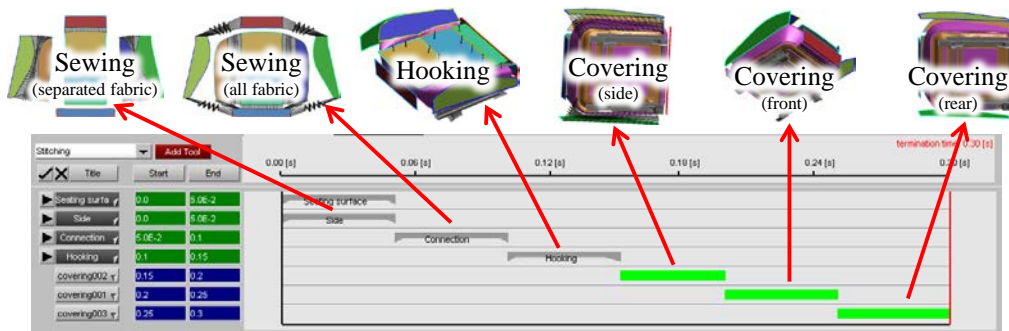 Sewing
(separated fabric)
Sewing
(all fabric)
Hooking
Covering
(side)
Covering
(front)
Covering
(rear)
Stitching
Add Tool
termination time: 0.30 [s]
0.00 [s] 0.06 [s] 0.12 [s] 0.18 [s] 0.24 [s] 0.30 [s]
Title Start End
Seating surfa 0.0 5.0E-2 Seating surface
Side 0.0 5.0E-2 Side
Connection 5.0E-2 0.1 Connection
Hooking 0.1 0.15 Hooking
covering002 0.15 0.2
covering001 0.2 0.25
covering003 0.25 0.3